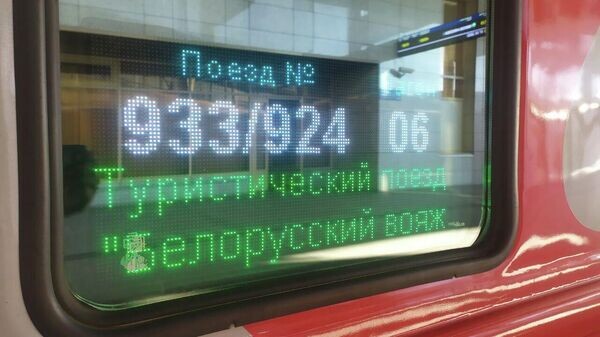 Поезд №
933/924 06
Туристический поезд
"Белорусский вояж